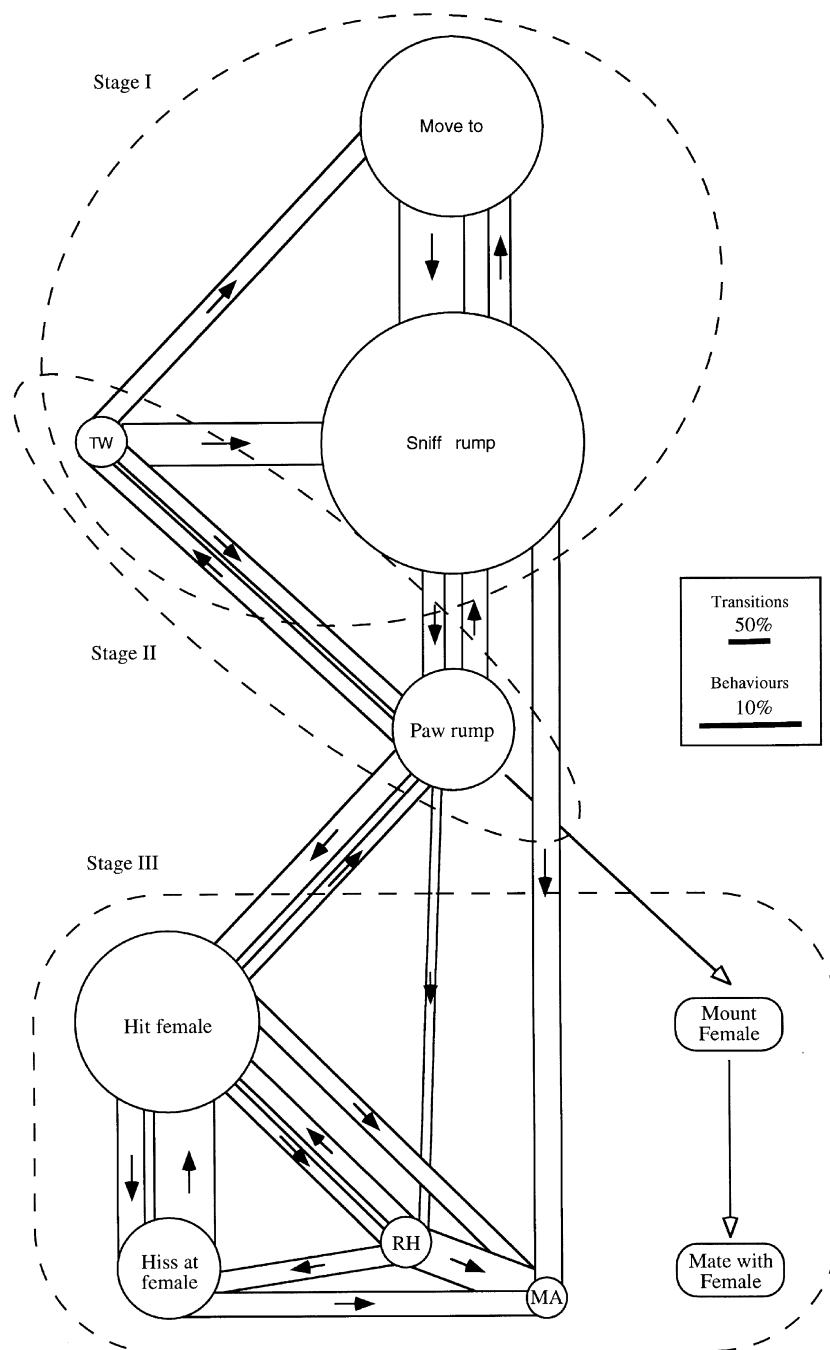 Stage I
Move to
TW
Sniff rump
Transitions
50%
Behaviours
10%
Stage II
Paw rump
Stage III
Hit female
Mount
Female
RH
Hiss at
female
MA
Mate with
Female